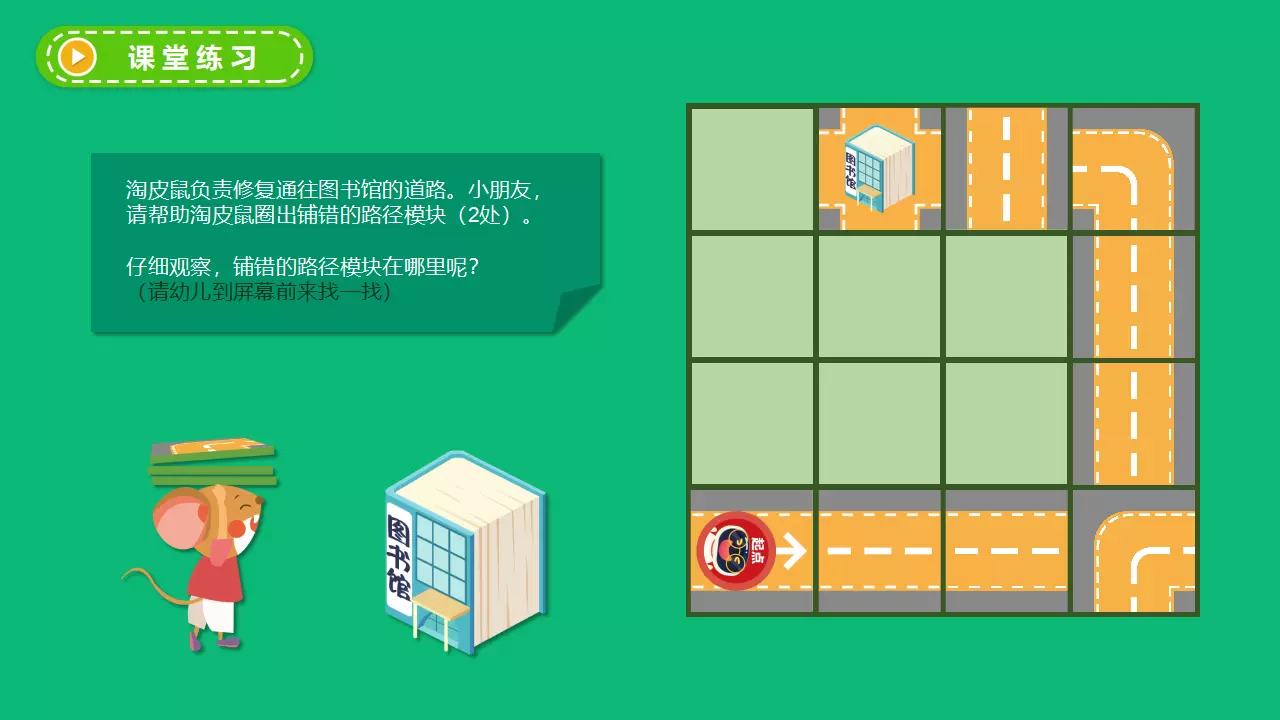 课堂练习
淘皮鼠负责修复通往图书馆的道路。小朋友，
请帮助淘皮鼠圈出铺错的路径模块（2处）。
仔细观察，铺错的路径模块在哪里呢？
（请幼儿到屏幕前来找一找）
图书馆
图书馆
起点